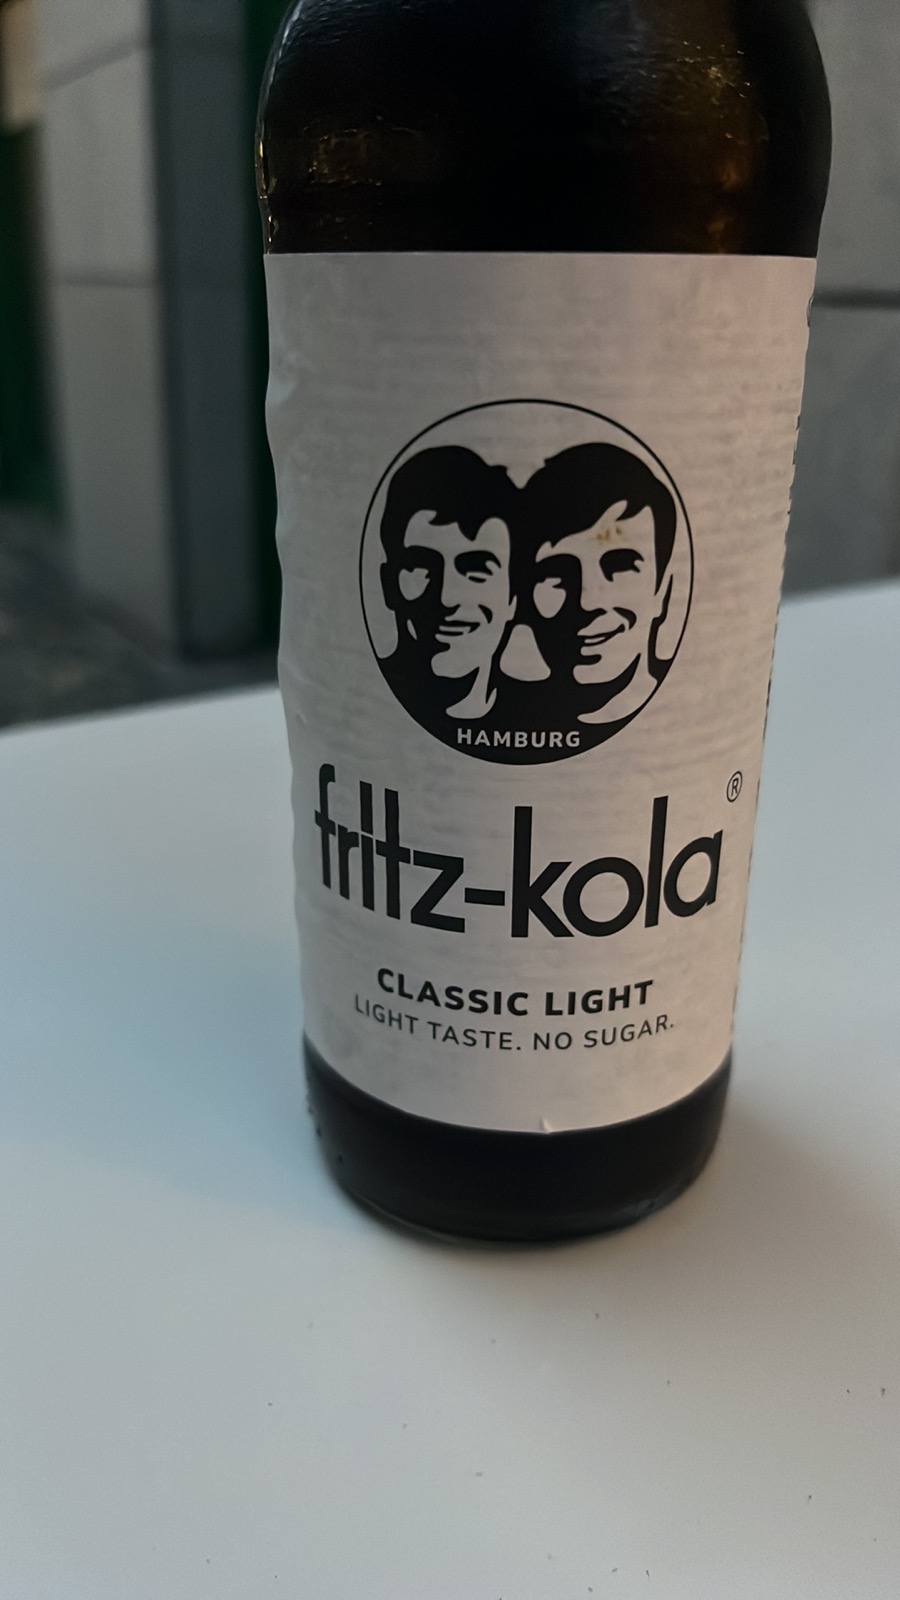 HAMBURG
fritz-kola®
CLASSIC LIGHT
LIGHT TASTE. NO SUGAR.